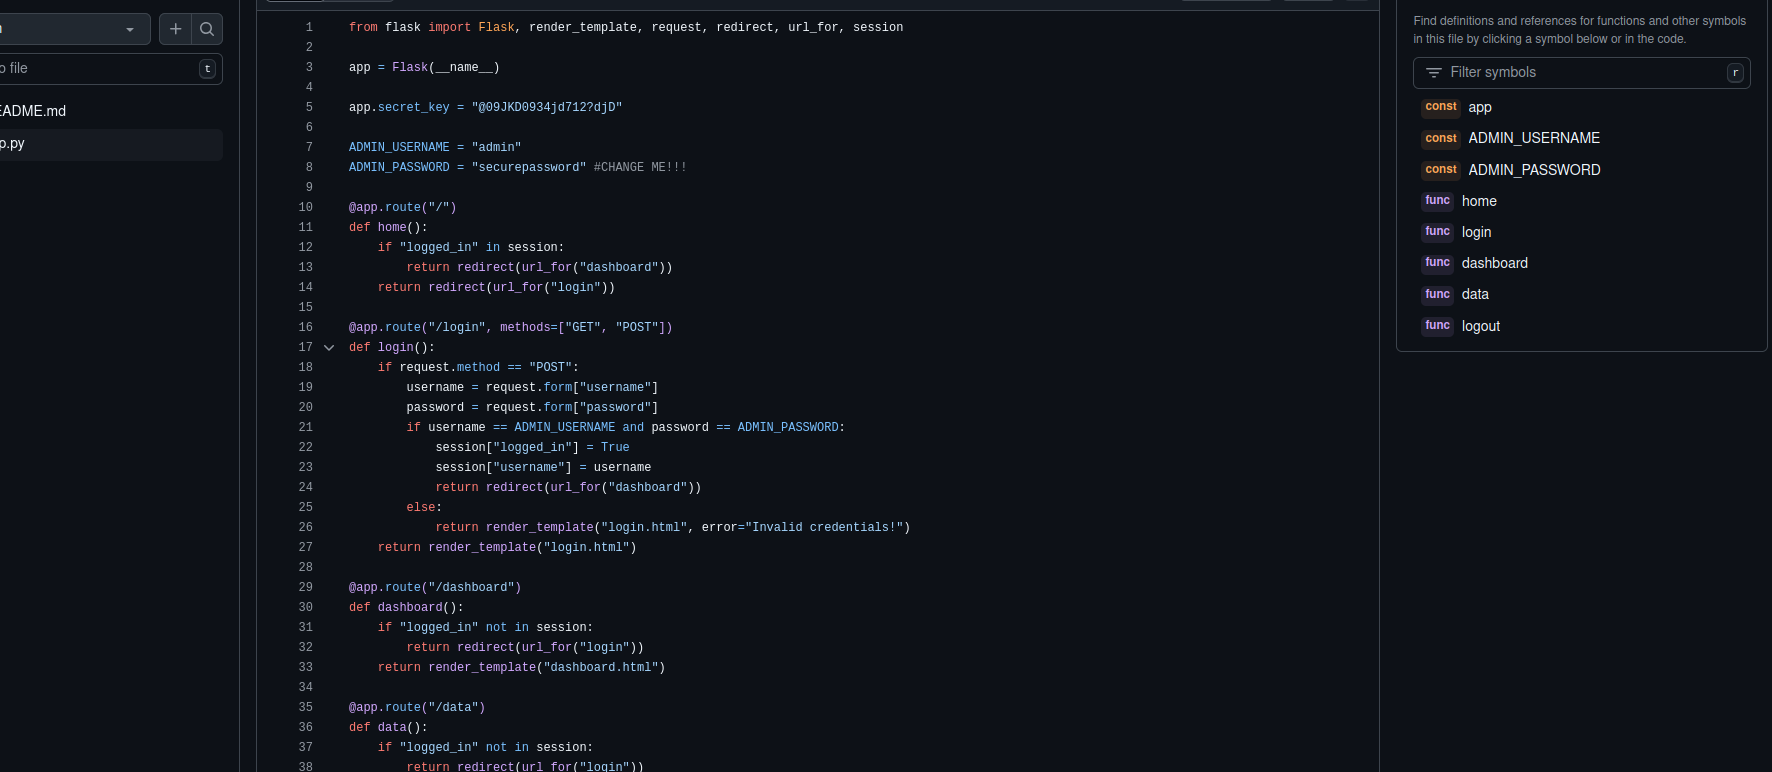 o file
t
EADME.md
p.py
1 from flask import Flask, render_template, request, redirect, url_for, session
2
3 app = Flask(__name__)
4
5 app.secret_key = "@09JKD0934jd712?djD"
6
7 ADMIN_USERNAME = "admin"
8 ADMIN_PASSWORD = "securepassword" #CHANGE ME!!!
9
10 @app.route("/")
11 def home():
12     if "logged_in" in session:
13         return redirect(url_for("dashboard"))
14     return redirect(url_for("login"))
15
16 @app.route("/login", methods=["GET", "POST"])
17 def login():
18     if request.method == "POST":
19         username = request.form["username"]
20         password = request.form["password"]
21         if username == ADMIN_USERNAME and password == ADMIN_PASSWORD:
22             session["logged_in"] = True
23             session["username"] = username
24             return redirect(url_for("dashboard"))
25         else:
26             return render_template("login.html", error="Invalid credentials!")
27     return render_template("login.html")
28
29 @app.route("/dashboard")
30 def dashboard():
31     if "logged_in" not in session:
32         return redirect(url_for("login"))
33     return render_template("dashboard.html")
34
35 @app.route("/data")
36 def data():
37     if "logged_in" not in session:
38         return redirect(url_for("login"))
Find definitions and references for functions and other symbols
in this file by clicking a symbol below or in the code.
Filter symbols
r
const app
const ADMIN_USERNAME
const ADMIN_PASSWORD
func home
func login
func dashboard
func data
func logout